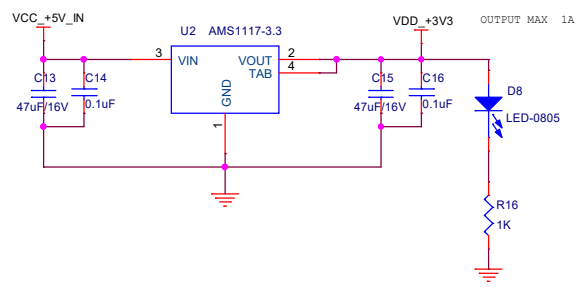 VCC_+5V_IN
U2 AMS1117-3.3
VDD_+3V3
OUTPUT MAX 1A
3
VIN
VOUT
2
TAB
4
GND
1
C13
47uF/16V
C14
0.1uF
C15
47uF/16V
C16
0.1uF
D8
LED-0805
R16
1K